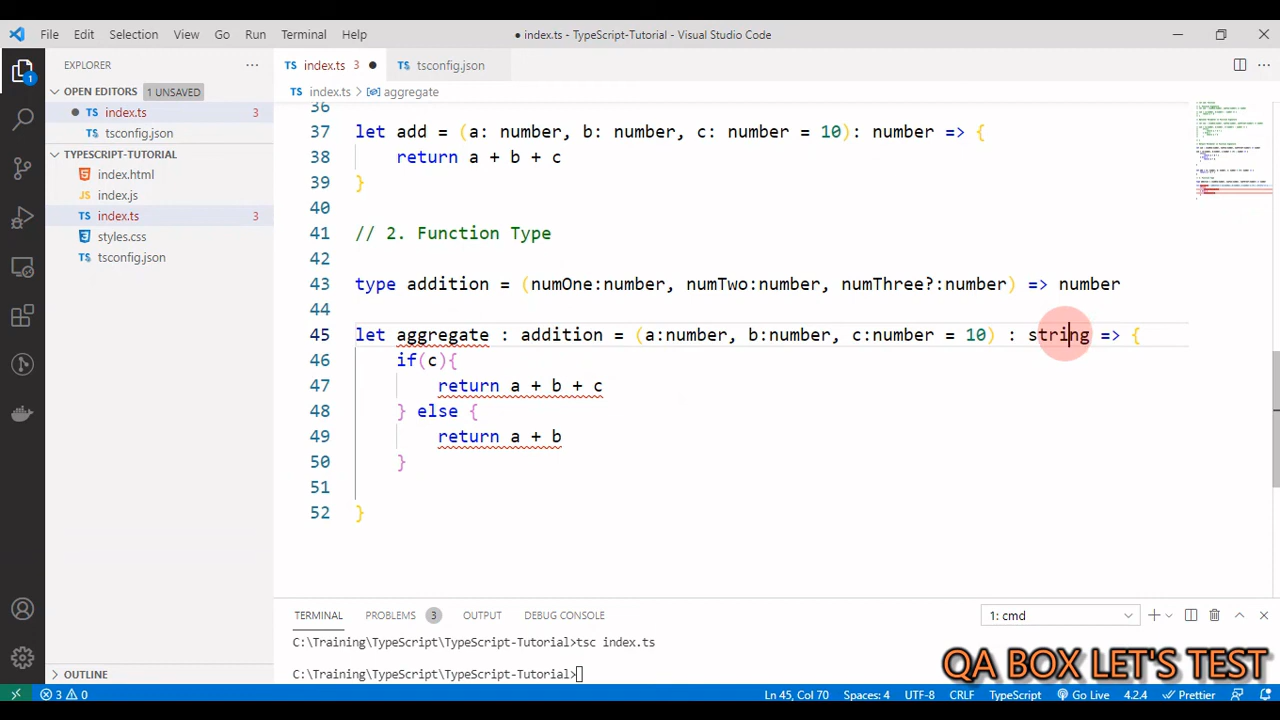 File Edit Selection View Go Run Terminal Help
● index.ts - TypeScript-Tutorial - Visual Studio Code
EXPLORER ···
TS index.ts 3 ●
TS tsconfig.json
OPEN EDITORS 1 UNSAVED
TS index.ts > aggregate
● TS index.ts 3
TS tsconfig.json
TYPESCRIPT-TUTORIAL
index.html
JS index.js
TS index.ts 3
styles.css
tsconfig.json
36
37 let add = (a: number, b: number, c: number = 10): number => {
38 return a + b + c
39 }
40
41 // 2. Function Type
42
43 type addition = (numOne:number, numTwo:number, numThree?:number) => number
44
45 let aggregate : addition = (a:number, b:number, c:number = 10) : string => {
46 if(c){
47 return a + b + c
48 } else {
49 return a + b
50 }
51
52 }
TERMINAL PROBLEMS 3 OUTPUT DEBUG CONSOLE 1: cmd
C:\Training\TypeScript\TypeScript-Tutorial>tsc index.ts
C:\Training\TypeScript\TypeScript-Tutorial>
OUTLINE
QA BOX LET'S TEST
3 0 Ln 45, Col 70 Spaces: 4 UTF-8 CRLF TypeScript Go Live 4.2.4 Prettier
1